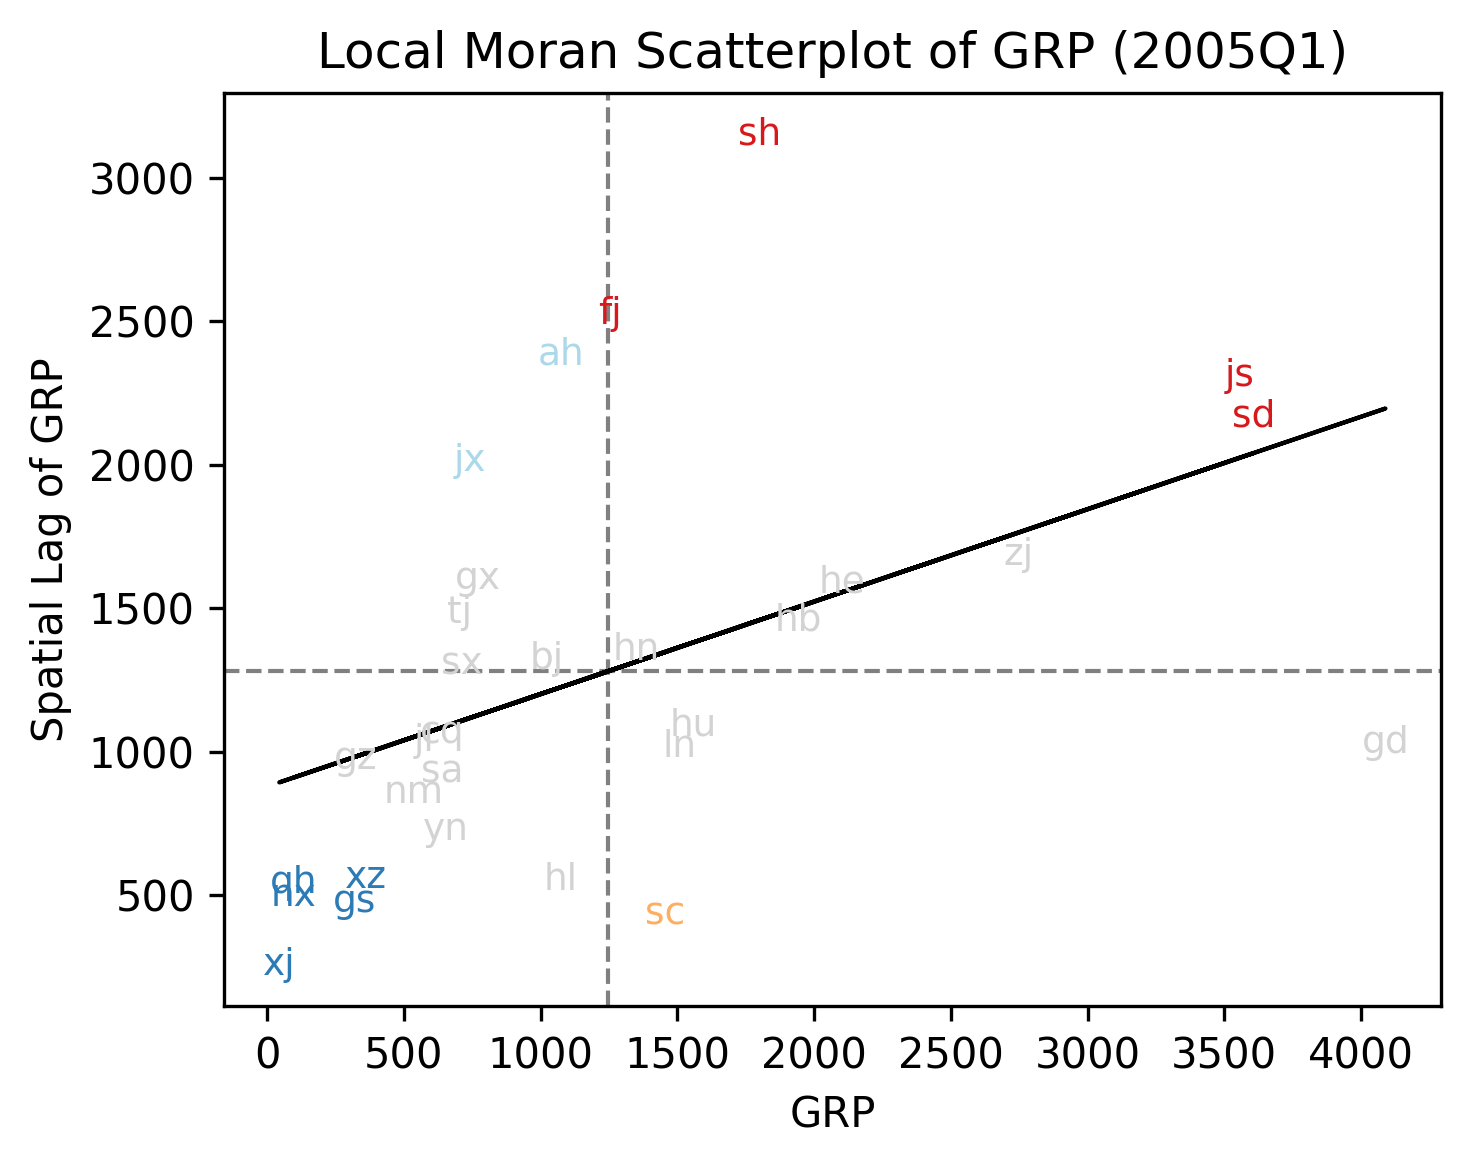 Local Moran Scatterplot of GRP (2005Q1)
Spatial Lag of GRP
3000
2500
2000
1500
1000
500
sh
fj
ah
js
sd
jx
zj
gx
he
tj
hb
hn
bj
sx
hu
cq
ln
gd
gz
sa
nm
yn
hl
xz
gs
nx
sc
xj
0 500 1000 1500 2000 2500 3000 3500 4000
GRP